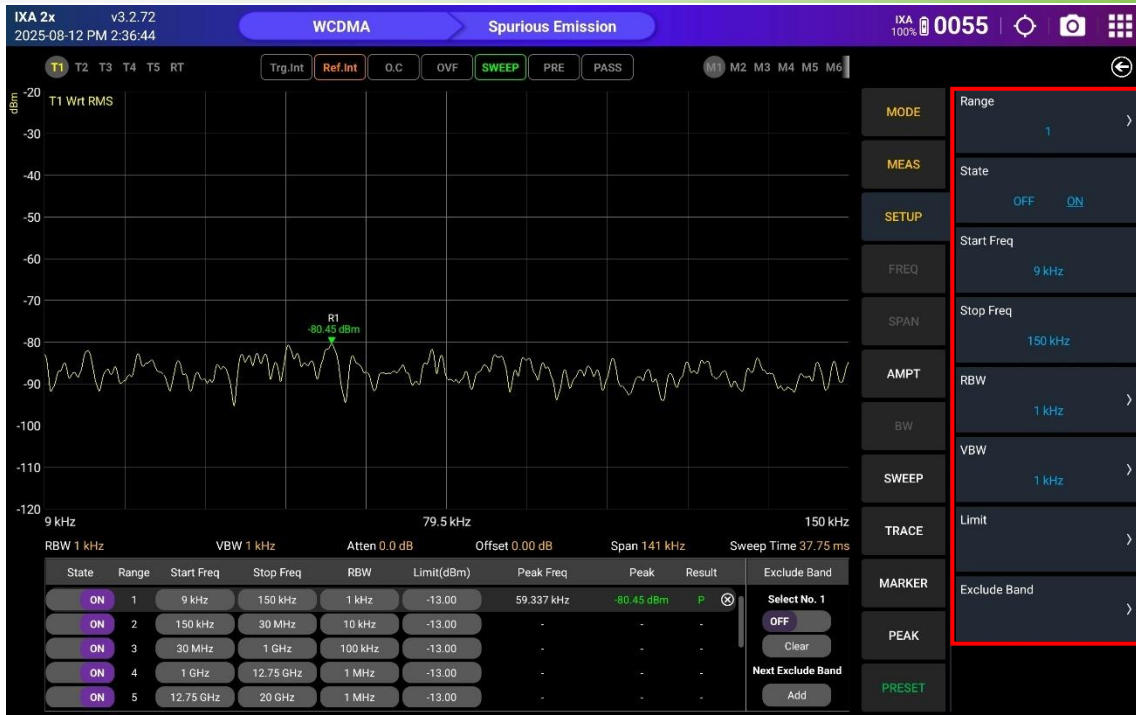 IXA 2x v3.2.72
2025-08-12 PM 2:36:44
WCDMA
Spurious Emission
IXA
100%
0055
T1 T2 T3 T4 T5 RT
Trg.Int Ref.Int O.C OVF SWEEP PRE PASS
M1 M2 M3 M4 M5 M6
dBm
T1 Wrt RMS
-20
-30
-40
-50
-60
-70
-80
-90
-100
-110
-120
R1
-80.45 dBm
9 kHz 79.5 kHz 150 kHz
RBW 1 kHz VBW 1 kHz Atten 0.0 dB Offset 0.00 dB Span 141 kHz Sweep Time 37.75 ms
State Range Start Freq Stop Freq RBW Limit(dBm) Peak Freq Peak Result
ON 1 9 kHz 150 kHz 1 kHz -13.00 59.337 kHz -80.45 dBm P
ON 2 150 kHz 30 MHz 10 kHz -13.00 - - -
ON 3 30 MHz 1 GHz 100 kHz -13.00 - - -
ON 4 1 GHz 12.75 GHz 1 MHz -13.00 - - -
ON 5 12.75 GHz 20 GHz 1 MHz -13.00 - - -
Exclude Band
Select No. 1
OFF
Clear
Next Exclude Band
Add
MODE
MEAS
SETUP
FREQ
SPAN
AMPT
BW
SWEEP
TRACE
MARKER
PEAK
PRESET
Range
1
State
OFF ON
Start Freq
9 kHz
Stop Freq
150 kHz
RBW
1 kHz
VBW
1 kHz
Limit
Exclude Band